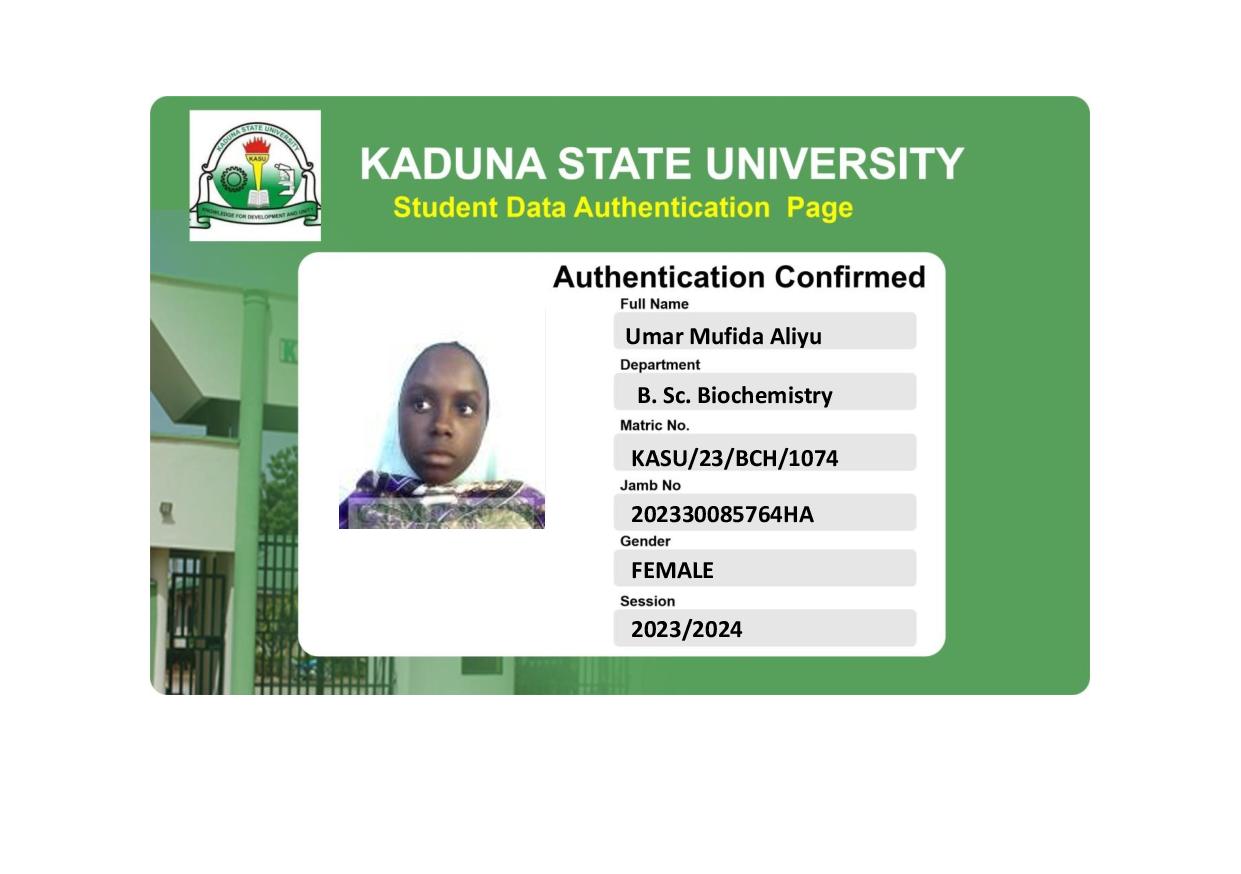 KADUNA STATE UNIVERSITY
KASU
KNOWLEDGE FOR DEVELOPMENT AND UNITY
KADUNA STATE UNIVERSITY
Student Data Authentication Page
Authentication Confirmed
Full Name
Umar Mufida Aliyu
Department
B. Sc. Biochemistry
Matric No.
KASU/23/BCH/1074
Jamb No
202330085764HA
Gender
FEMALE
Session
2023/2024